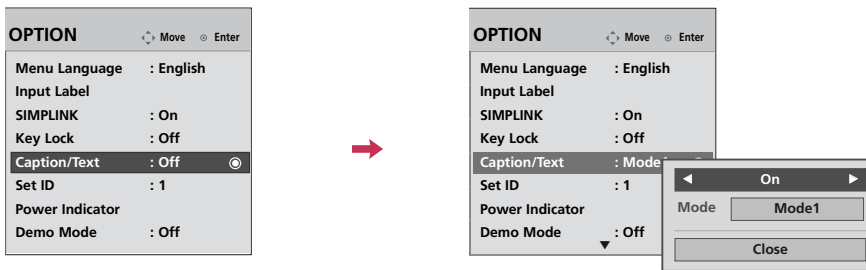 OPTION Move Enter
Menu Language : English
Input Label
SIMPLINK : On
Key Lock : Off
Caption/Text : Off
Set ID : 1
Power Indicator
Demo Mode : Off
OPTION Move Enter
Menu Language : English
Input Label
SIMPLINK : On
Key Lock : Off
Caption/Text : Mode1
Set ID : 1
Power Indicator
Demo Mode : Off
On
Mode Mode1
Close